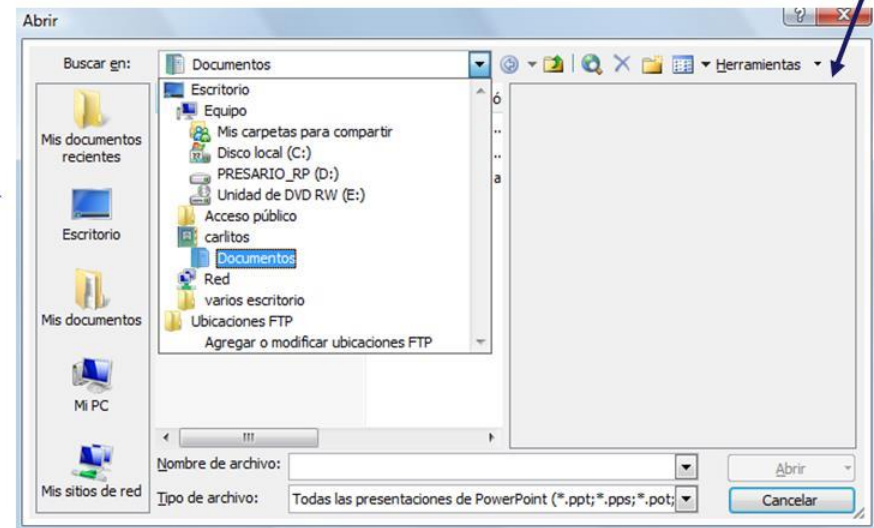 Abrir
Buscar en:
Documentos
Herramientas
Escritorio
Equipo
Mis carpetas para compartir
Disco local (C:)
PRESARIO_RP (D:)
Unidad de DVD RW (E:)
Acceso público
carlitos
Documentos
Red
varios escritorio
Ubicaciones FTP
Agregar o modificar ubicaciones FTP
ó
..
..
a
Mis documentos
recientes
Escritorio
Mis documentos
Mi PC
Mis sitios de red
Nombre de archivo:
Abrir
Tipo de archivo:
Todas las presentaciones de PowerPoint (*.ppt;*.pps;*.pot;
Cancelar